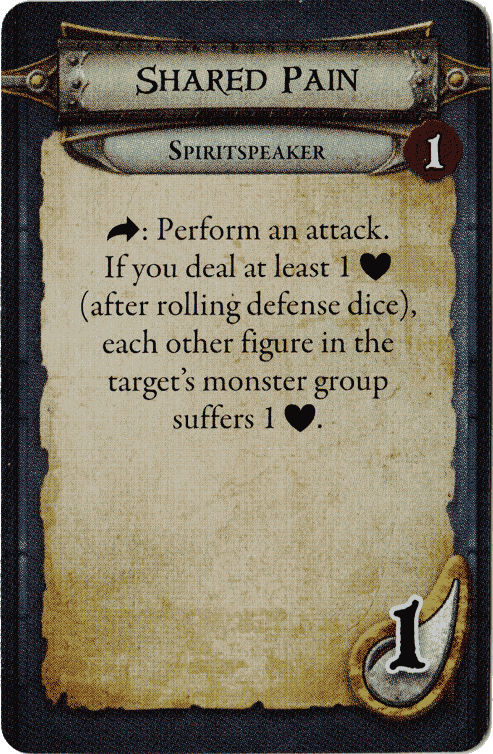 SHARED PAIN
SPIRITSPEAKER
1
: Perform an attack.
If you deal at least 1 ♥
(after rolling defense dice),
each other figure in the
target's monster group
suffers 1 ♥.
1